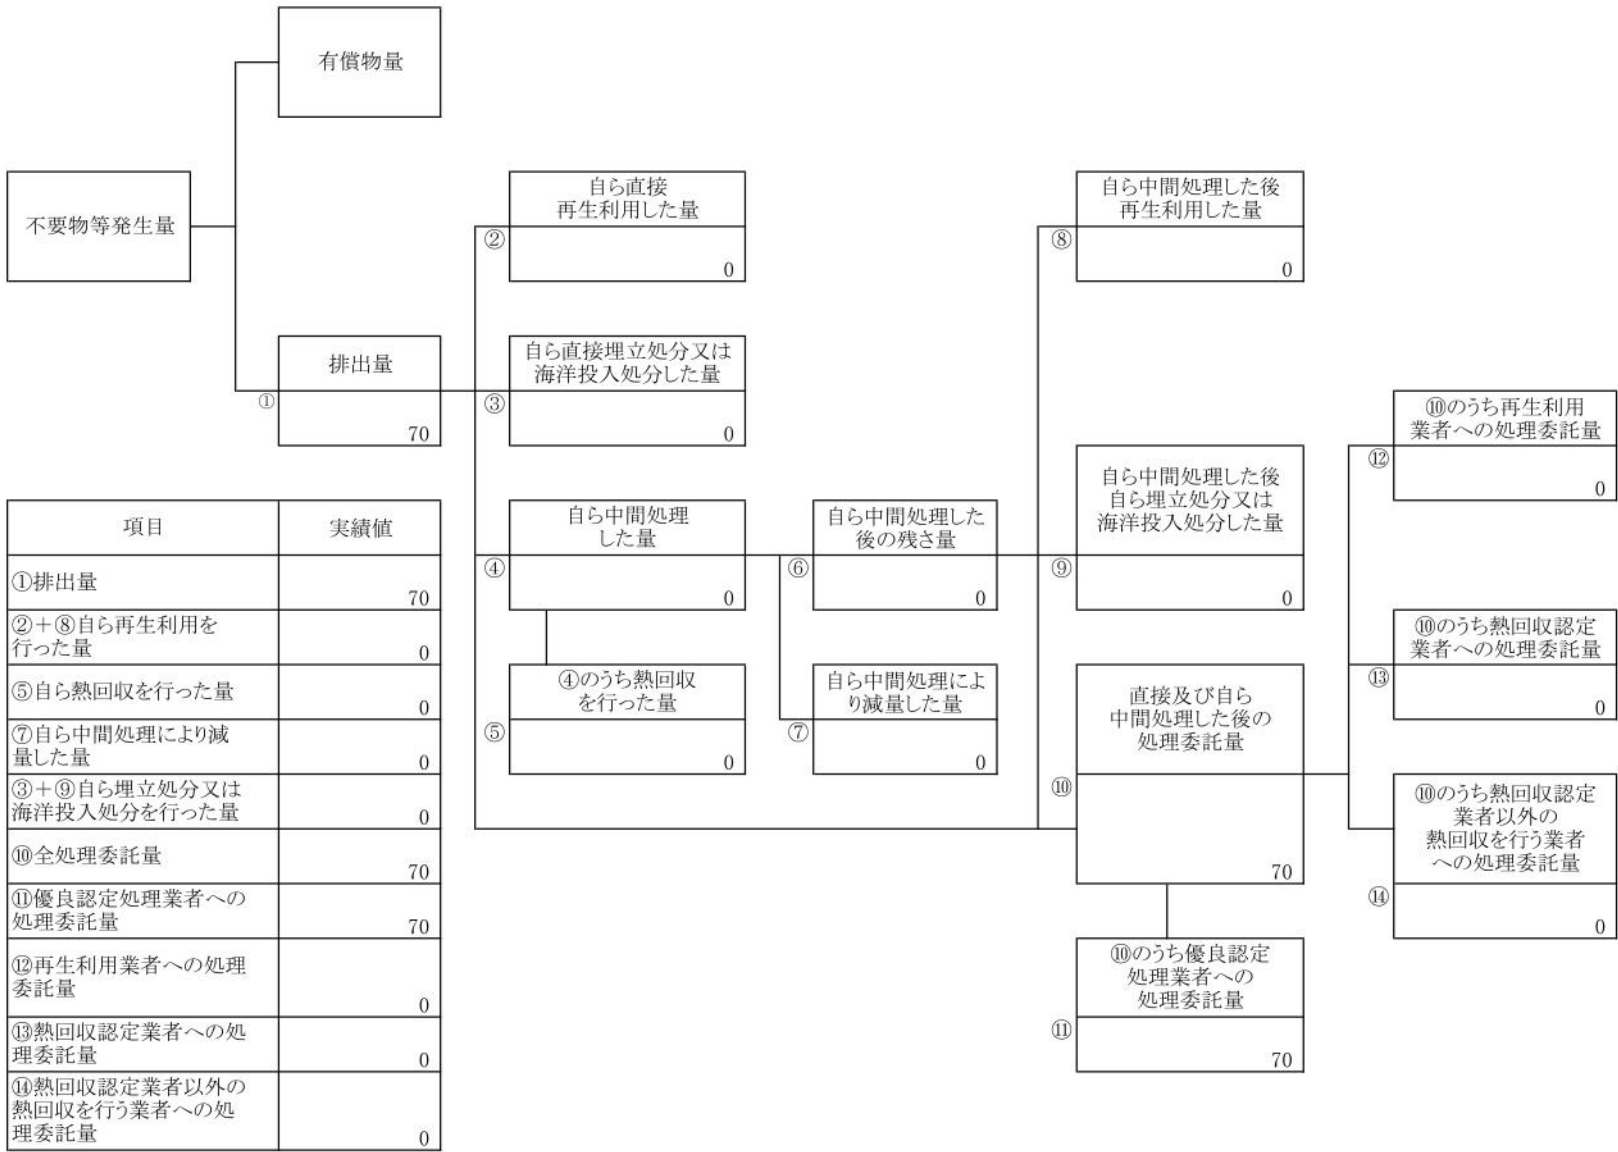 有償物量
不要物等発生量
自ら直接
再生利用した量
②
0
自ら中間処理した後
再生利用した量
⑧
0
排出量
①
70
自ら直接埋立処分又は
海洋投入処分した量
③
0
⑩のうち再生利用
業者への処理委託量
⑫
0
自ら中間処理した後
自ら埋立処分又は
海洋投入処分した量
⑨
0
自ら中間処理
した量
④
0
自ら中間処理した
後の残さ量
⑥
0
⑩のうち熱回収認定
業者への処理委託量
⑬
0
④のうち熱回収
を行った量
⑤
0
自ら中間処理によ
り減量した量
⑦
0
直接及び自ら
中間処理した後の
処理委託量
⑩
70
⑩のうち熱回収認定
業者以外の
熱回収を行う業者
への処理委託量
⑭
0
⑩のうち優良認定
処理業者への
処理委託量
⑪
70
項目
実績値
①排出量
70
②＋⑧自ら再生利用を
行った量
0
⑤自ら熱回収を行った量
0
⑦自ら中間処理により減
量した量
0
③＋⑨自ら埋立処分又は
海洋投入処分を行った量
0
⑩全処理委託量
70
⑪優良認定処理業者への
処理委託量
70
⑫再生利用業者への処理
委託量
0
⑬熱回収認定業者への処
理委託量
0
⑭熱回収認定業者以外の
熱回収を行う業者への処
理委託量
0